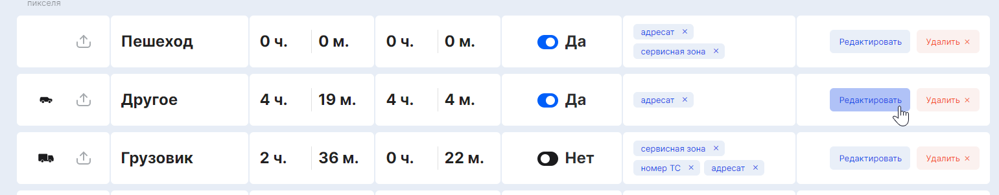 пикселя
Пешеход 0 ч. 0 м. 0 ч. 0 м. Да адресат × Редактировать Удалить ×
сервисная зона ×
Другое 4 ч. 19 м. 4 ч. 4 м. Да адресат × Редактировать Удалить ×
Грузовик 2 ч. 36 м. 0 ч. 22 м. Нет сервисная зона × Редактировать Удалить ×
номер ТС × адресат ×